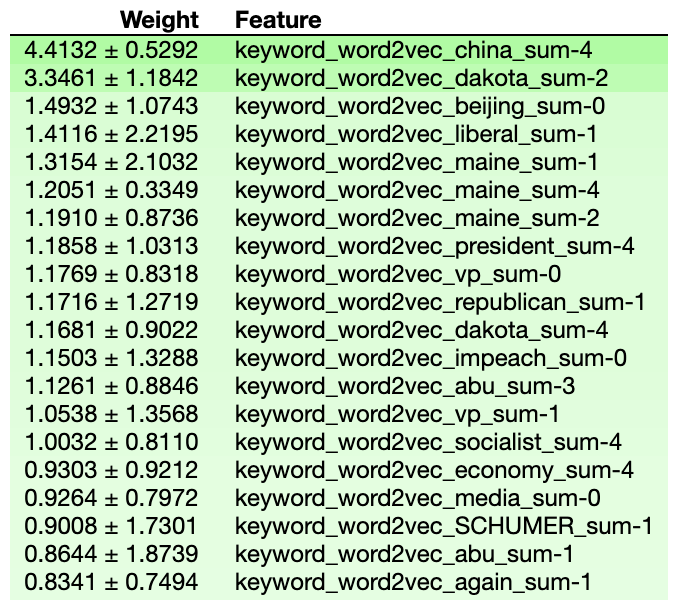 Weight Feature
4.4132 ± 0.5292 keyword_word2vec_china_sum-4
3.3461 ± 1.1842 keyword_word2vec_dakota_sum-2
1.4932 ± 1.0743 keyword_word2vec_beijing_sum-0
1.4116 ± 2.2195 keyword_word2vec_liberal_sum-1
1.3154 ± 2.1032 keyword_word2vec_maine_sum-1
1.2051 ± 0.3349 keyword_word2vec_maine_sum-4
1.1910 ± 0.8736 keyword_word2vec_maine_sum-2
1.1858 ± 1.0313 keyword_word2vec_president_sum-4
1.1769 ± 0.8318 keyword_word2vec_vp_sum-0
1.1716 ± 1.2719 keyword_word2vec_republican_sum-1
1.1681 ± 0.9022 keyword_word2vec_dakota_sum-4
1.1503 ± 1.3288 keyword_word2vec_impeach_sum-0
1.1261 ± 0.8846 keyword_word2vec_abu_sum-3
1.0538 ± 1.3568 keyword_word2vec_vp_sum-1
1.0032 ± 0.8110 keyword_word2vec_socialist_sum-4
0.9303 ± 0.9212 keyword_word2vec_economy_sum-4
0.9264 ± 0.7972 keyword_word2vec_media_sum-0
0.9008 ± 1.7301 keyword_word2vec_SCHUMER_sum-1
0.8644 ± 1.8739 keyword_word2vec_abu_sum-1
0.8341 ± 0.7494 keyword_word2vec_again_sum-1